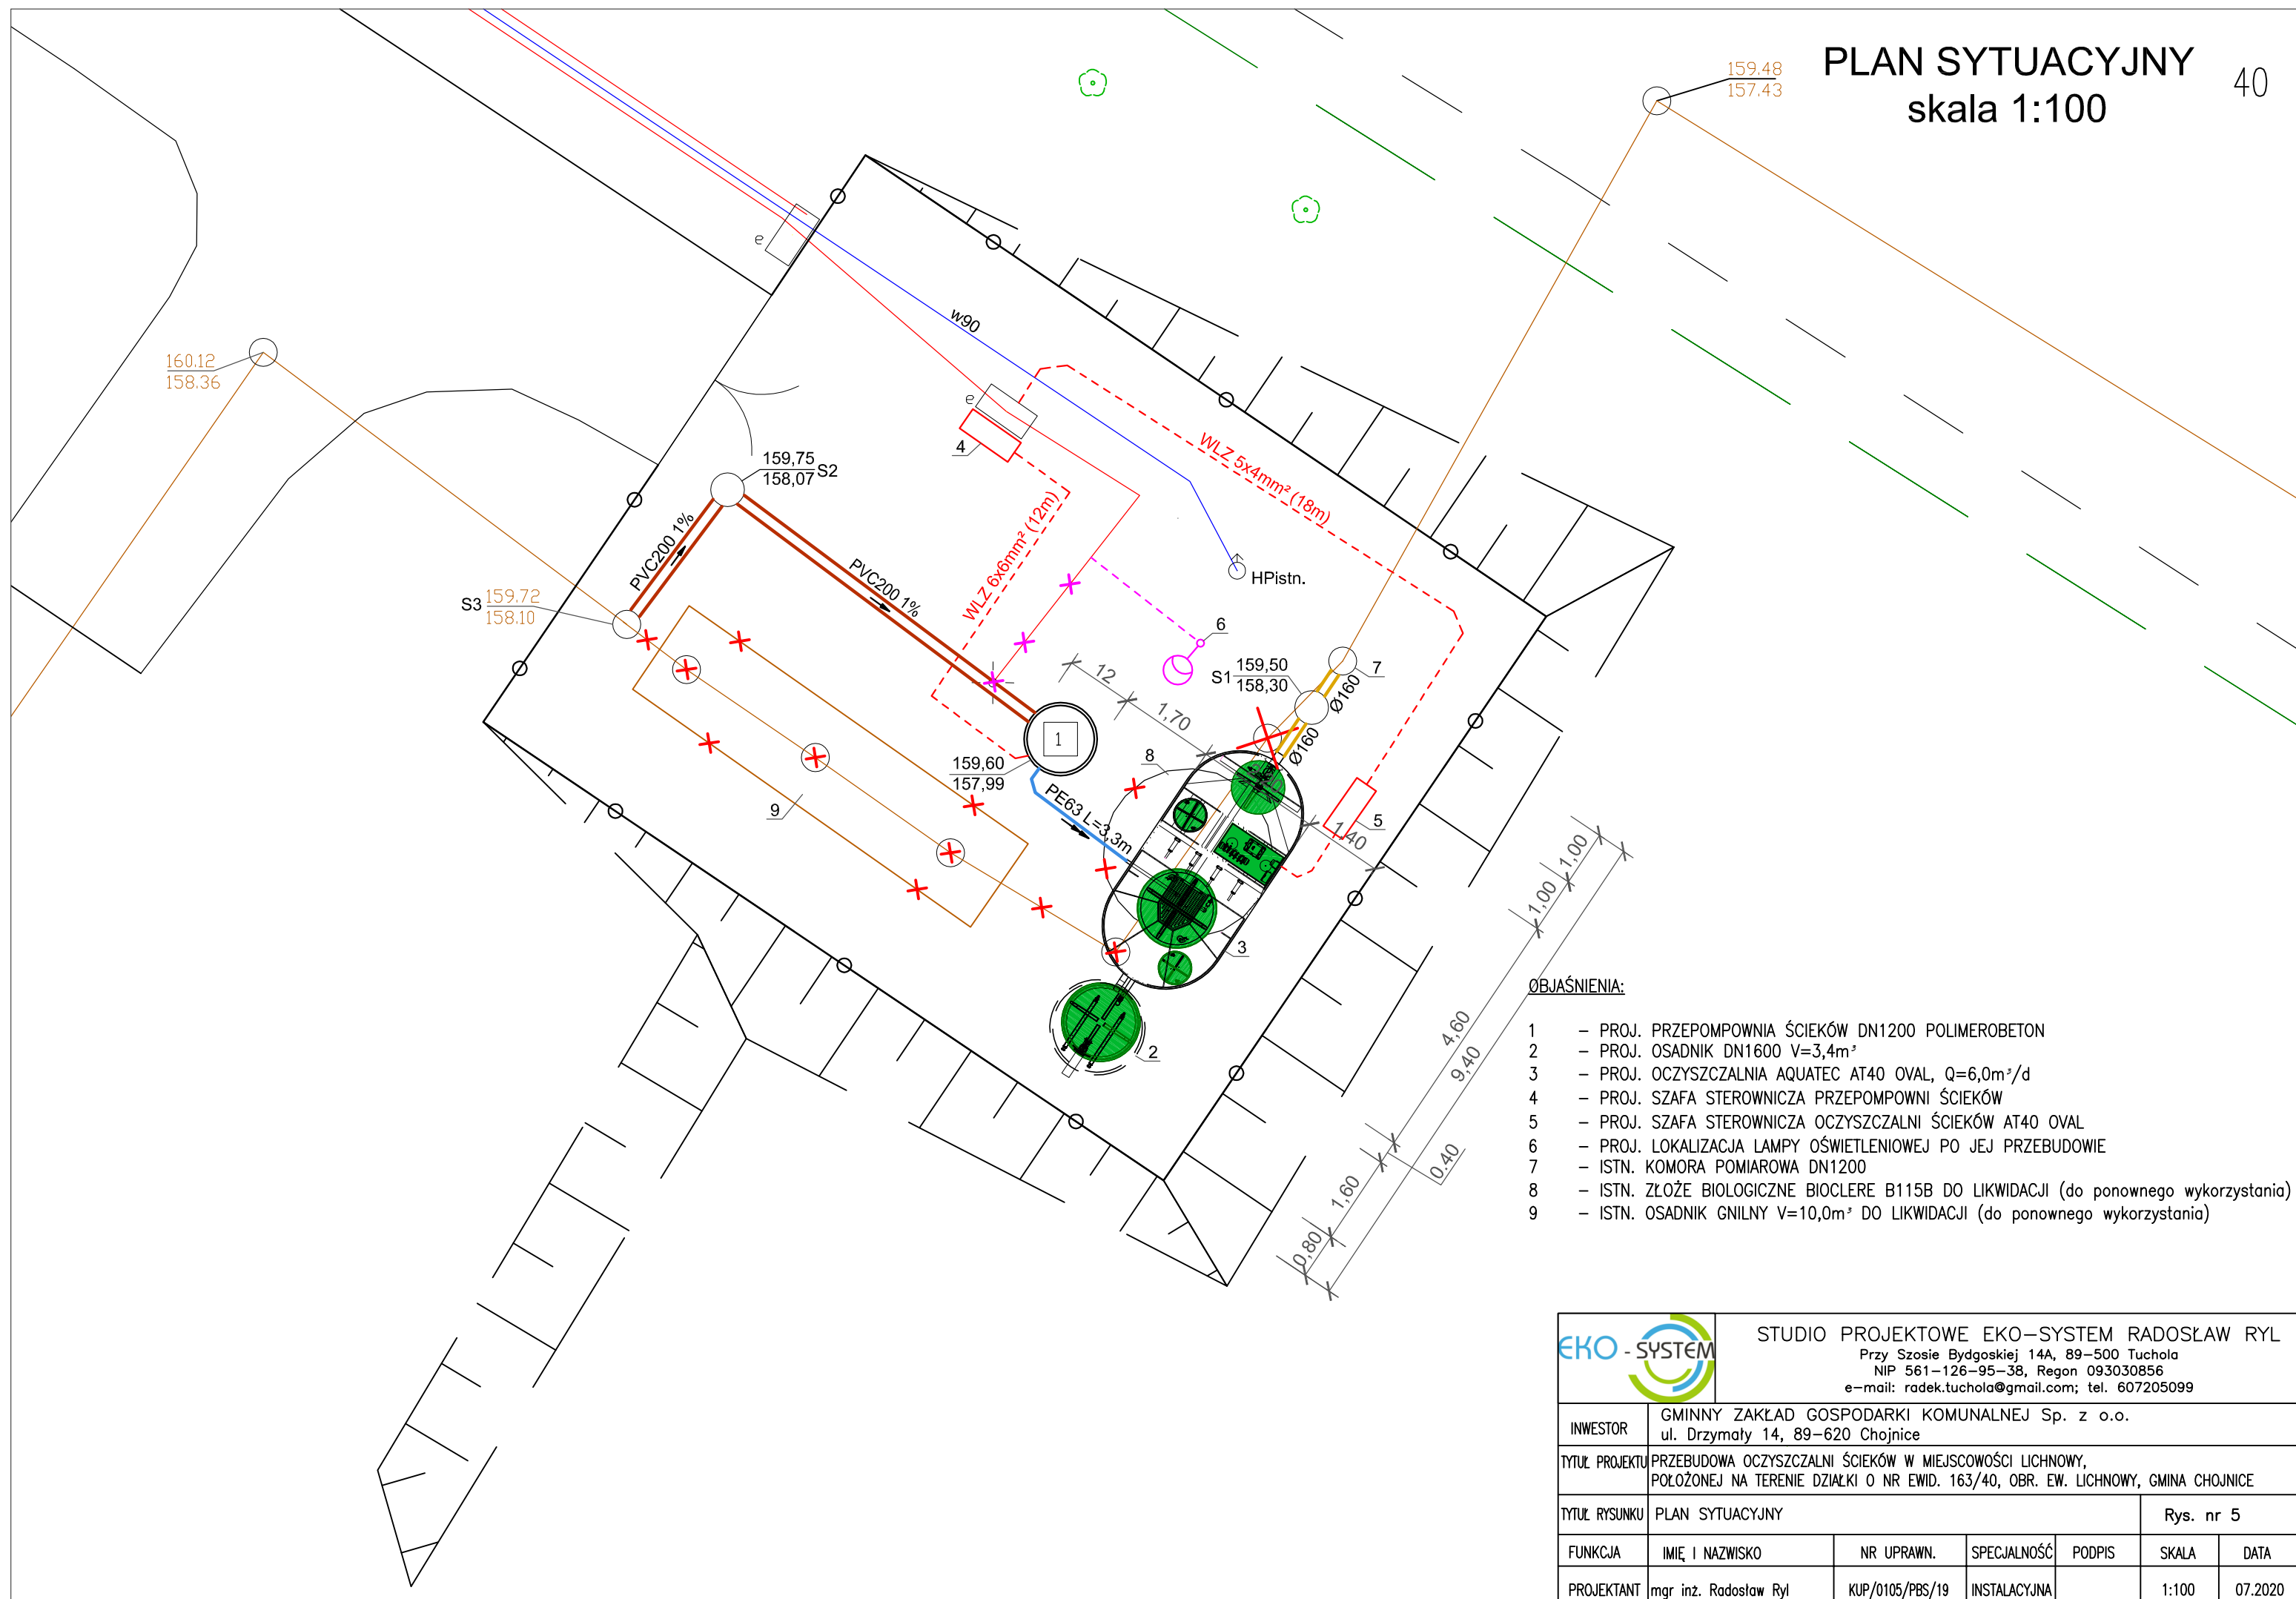 PLAN SYTUACYJNY
skala 1:100
40
159.48
157.43
e
w90
160.12
158.36
e
4
WLZ 5x4mm² (18m)
159,75
158,07
S2
PVC200 1%
PVC200 1%
WLZ 6x6mm² (12m)
HPistn.
S3
159.72
158.10
6
S1
159,50
158,30
7
Ø160
Ø160
12
1,70
1
8
159,60
157,99
PE63 L=3,3m
9
5
1,40
3
2
1,00
1,00
4,60
9,40
0.40
1,60
0,80
OBJAŚNIENIA:
1 – PROJ. PRZEPOMPOWNIA ŚCIEKÓW DN1200 POLIMEROBETON
2 – PROJ. OSADNIK DN1600 V=3,4m³
3 – PROJ. OCZYSZCZALNIA AQUATEC AT40 OVAL, Q=6,0m³/d
4 – PROJ. SZAFA STEROWNICZA PRZEPOMPOWNI ŚCIEKÓW
5 – PROJ. SZAFA STEROWNICZA OCZYSZCZALNI ŚCIEKÓW AT40 OVAL
6 – PROJ. LOKALIZACJA LAMPY OŚWIETLENIOWEJ PO JEJ PRZEBUDOWIE
7 – ISTN. KOMORA POMIAROWA DN1200
8 – ISTN. ZŁOŻE BIOLOGICZNE BIOCLERE B115B DO LIKWIDACJI (do ponownego wykorzystania)
9 – ISTN. OSADNIK GNILNY V=10,0m³ DO LIKWIDACJI (do ponownego wykorzystania)
EKO - SYSTEM
STUDIO PROJEKTOWE EKO–SYSTEM RADOSŁAW RYL
Przy Szosie Bydgoskiej 14A, 89–500 Tuchola
NIP 561–126–95–38, Regon 093030856
e–mail: radek.tuchola@gmail.com; tel. 607205099
INWESTOR
GMINNY ZAKŁAD GOSPODARKI KOMUNALNEJ Sp. z o.o.
ul. Drzymały 14, 89–620 Chojnice
TYTUŁ PROJEKTU
PRZEBUDOWA OCZYSZCZALNI ŚCIEKÓW W MIEJSCOWOŚCI LICHNOWY,
POŁOŻONEJ NA TERENIE DZIAŁKI O NR EWID. 163/40, OBR. EW. LICHNOWY, GMINA CHOJNICE
TYTUŁ RYSUNKU PLAN SYTUACYJNY Rys. nr 5
FUNKCJA IMIĘ I NAZWISKO NR UPRAWN. SPECJALNOŚĆ PODPIS SKALA DATA
PROJEKTANT mgr inż. Radosław Ryl KUP/0105/PBS/19 INSTALACYJNA 1:100 07.2020